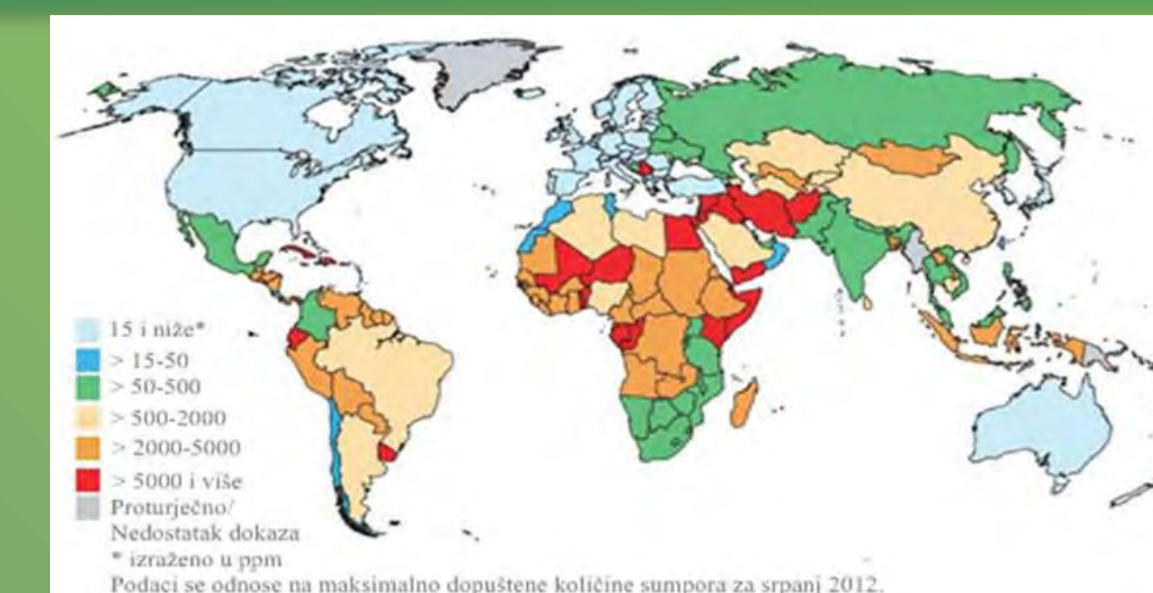 15 i niže*
> 15-50
> 50-500
> 500-2000
> 2000-5000
> 5000 i više
Proturječno/
Nedostatak dokaza
* izraženo u ppm
Podaci se odnose na maksimalno dopuštene količine sumpora za srpanj 2012.